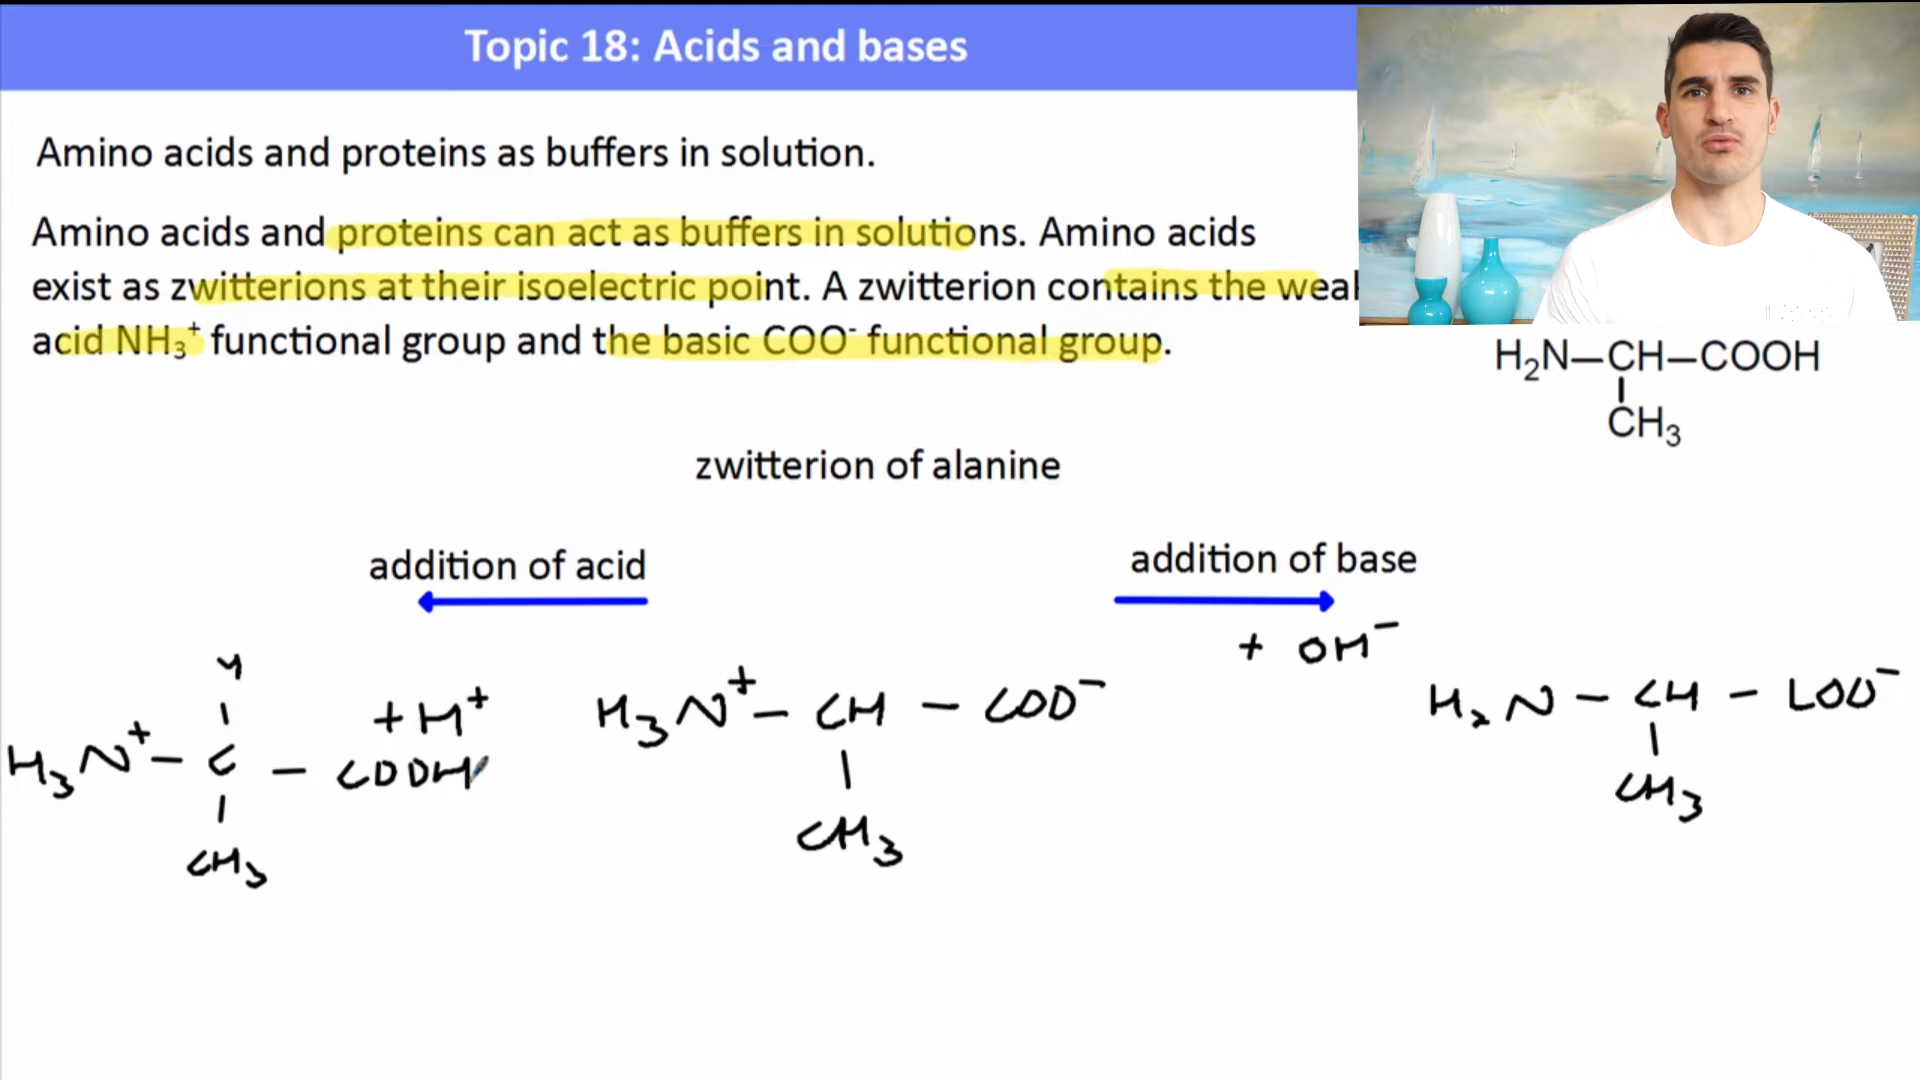 Topic 18: Acids and bases
Amino acids and proteins as buffers in solution.
Amino acids and proteins can act as buffers in solutions. Amino acids
exist as zwitterions at their isoelectric point. A zwitterion contains the weak
acid NH₃⁺ functional group and the basic COO⁻ functional group.
H₂N–CH–COOH
CH₃
zwitterion of alanine
addition of acid
addition of base
+ OH⁻
H
+ H⁺
H₃N⁺ – CH – COO⁻
H₂N – CH – COO⁻
H₃N⁺ – C – COOH
CH₃
CH₃
CH₃